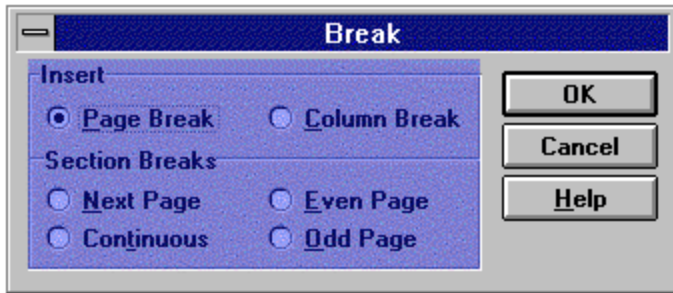 Break
Insert
Page Break
Column Break
Section Breaks
Next Page
Even Page
Continuous
Odd Page
OK
Cancel
Help